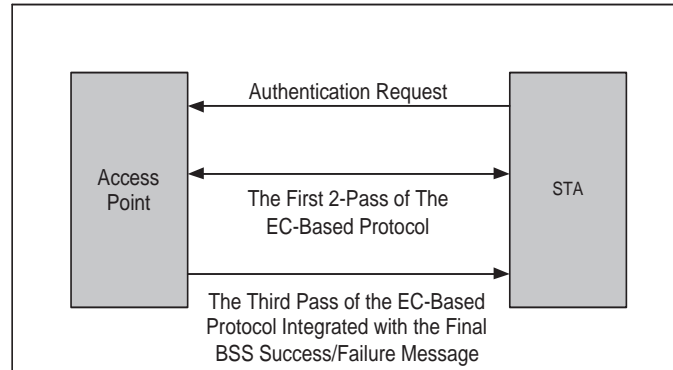 Authentication Request
Access
Point
STA
The First 2-Pass of The
EC-Based Protocol
The Third Pass of the EC-Based
Protocol Integrated with the Final
BSS Success/Failure Message